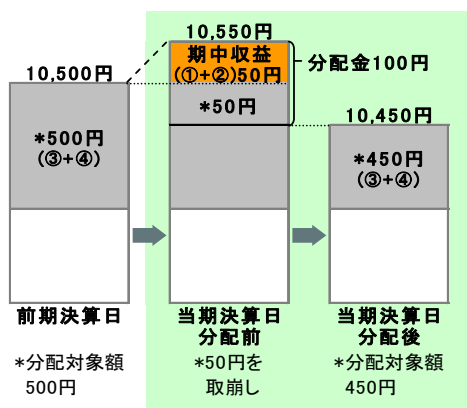 10,550円
期中収益
(①+②)50円
分配金100円
10,500円
*50円
10,450円
*500円
(③+④)
*450円
(③+④)
前期決算日
当期決算日
分配前
当期決算日
分配後
*分配対象額
500円
*50円を
取崩し
*分配対象額
450円